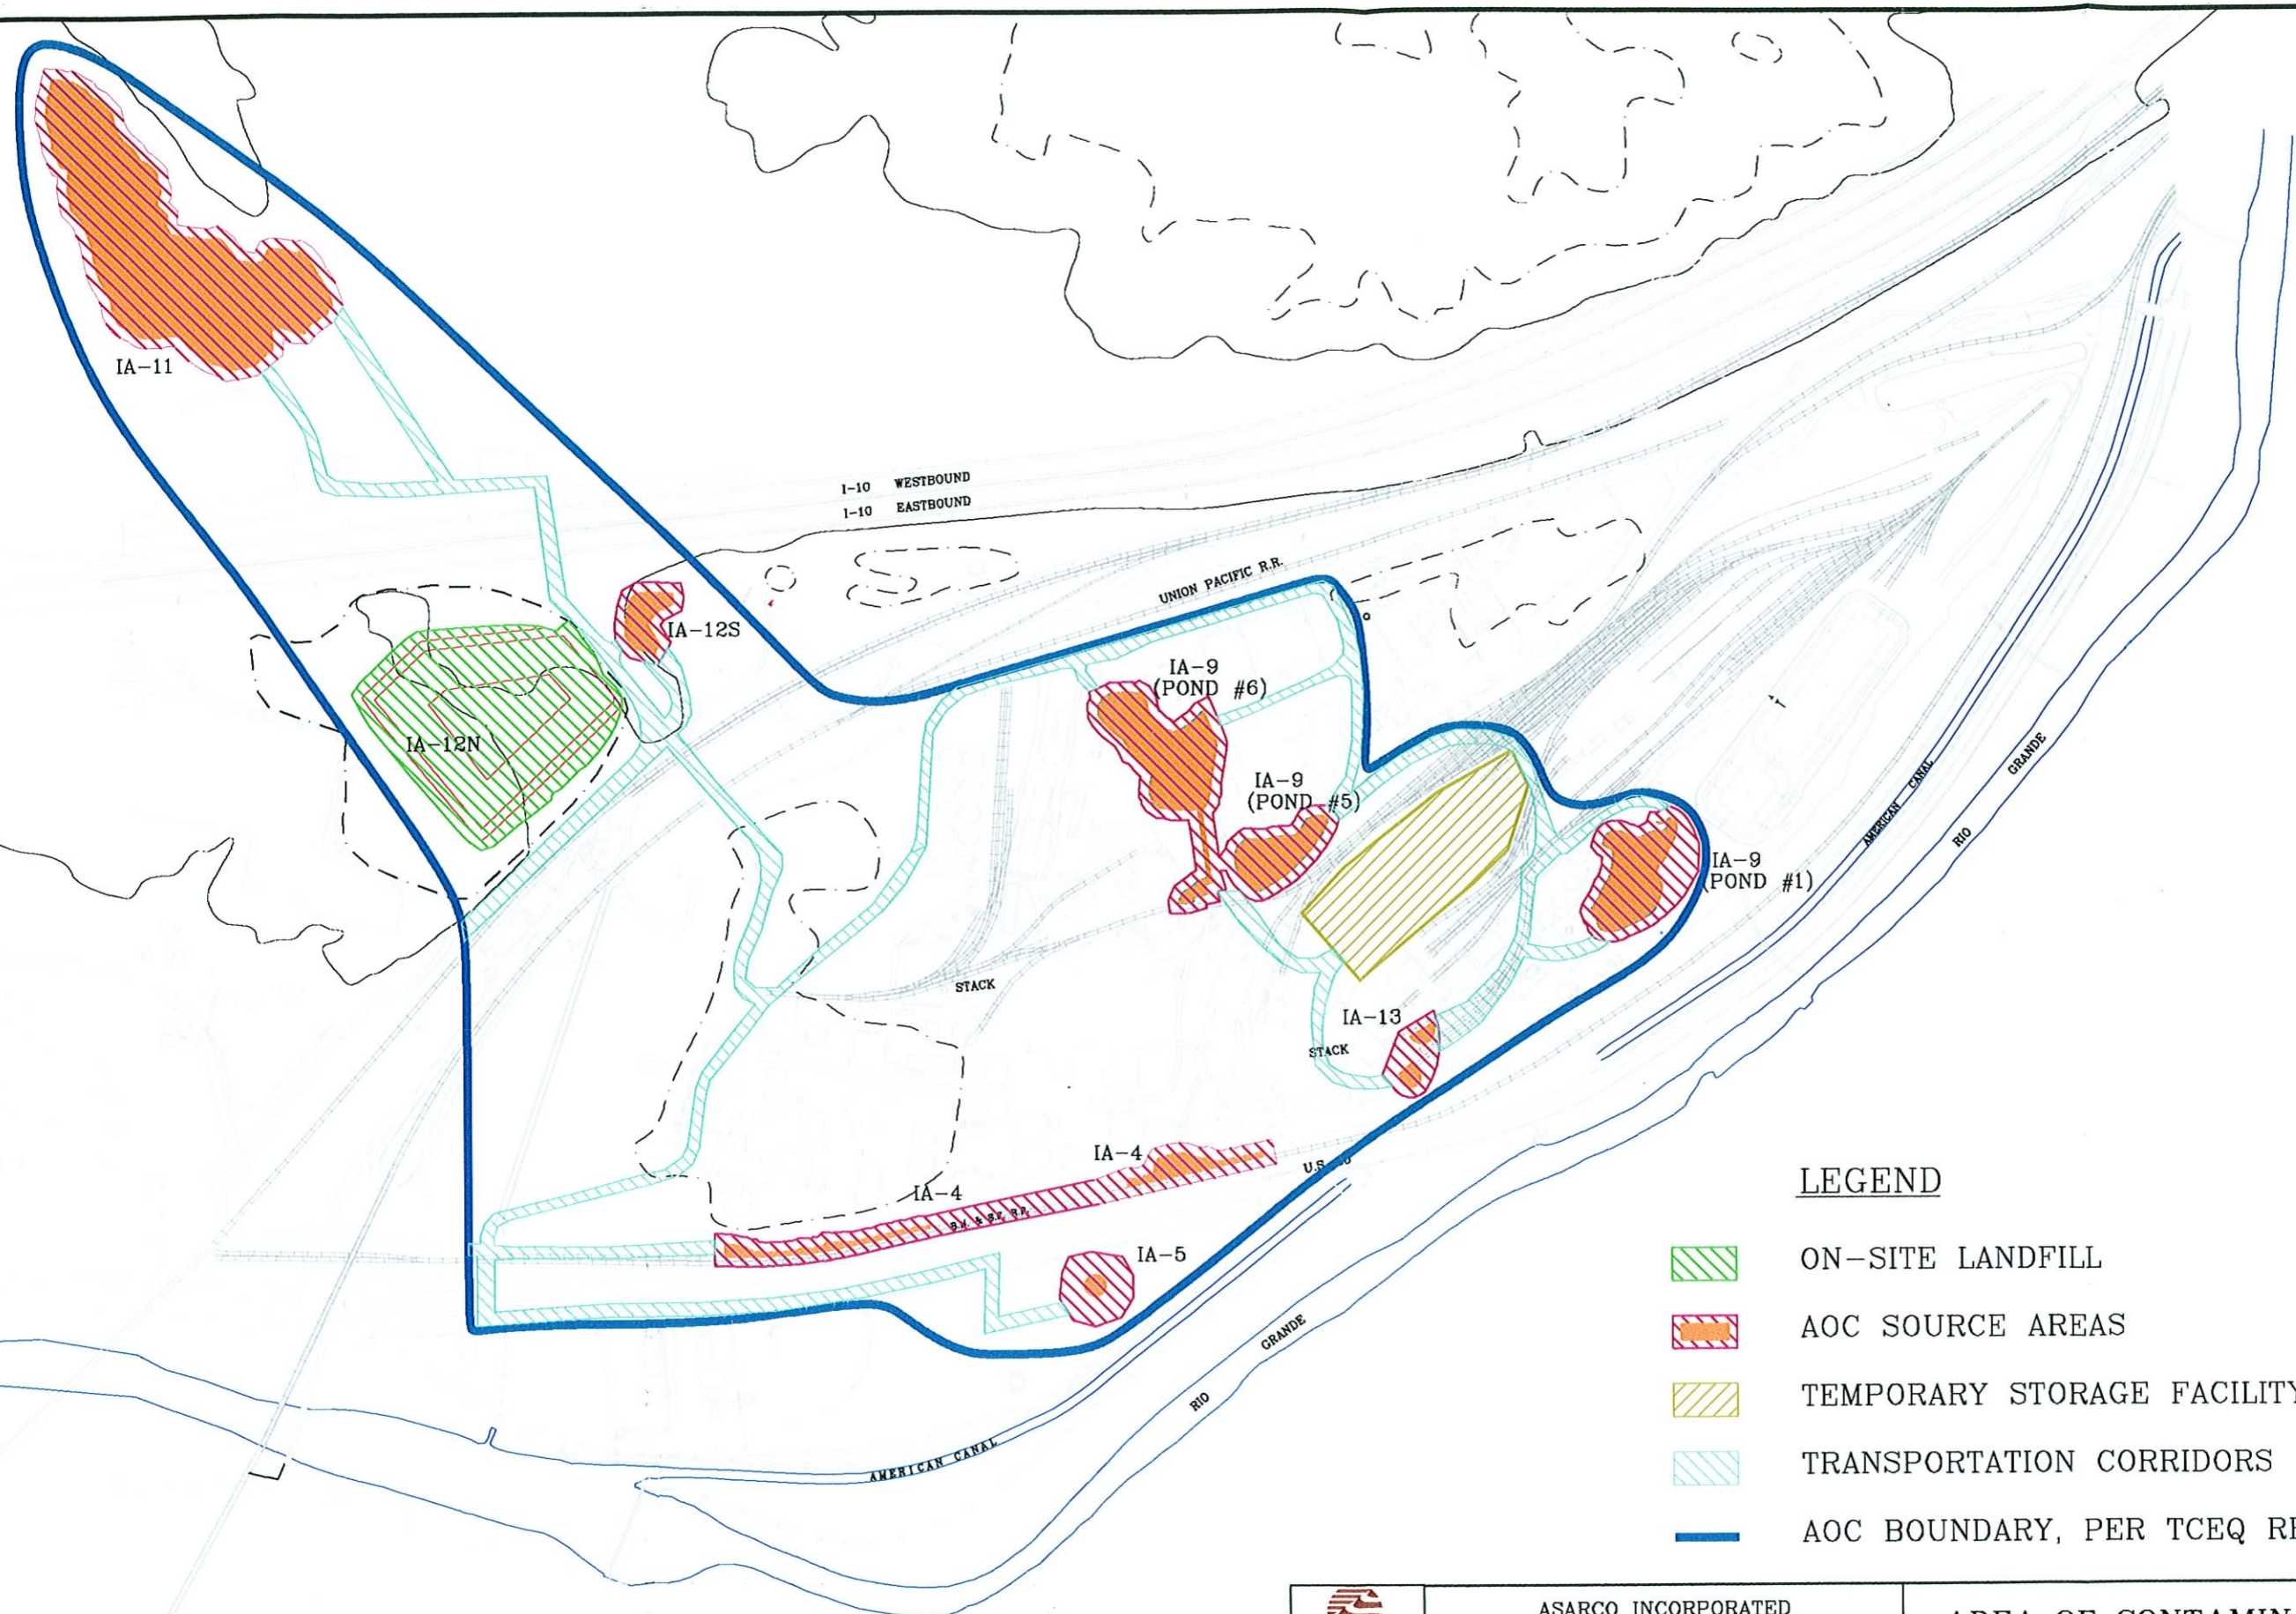 IA-11
I-10 WESTBOUND
I-10 EASTBOUND
UNION PACIFIC R.R.
IA-12S
IA-9
(POND #6)
IA-12N
IA-9
(POND #5)
IA-9
(POND #1)
AMERICAN CANAL
RIO GRANDE
STACK
IA-13
STACK
IA-4
U.S.
IA-4
IA-5
RIO GRANDE
AMERICAN CANAL
LEGEND
ON-SITE LANDFILL
AOC SOURCE AREAS
TEMPORARY STORAGE FACILITY
TRANSPORTATION CORRIDORS
AOC BOUNDARY, PER TCEQ
ASARCO INCORPORATED
AREA OF CONTAMIN